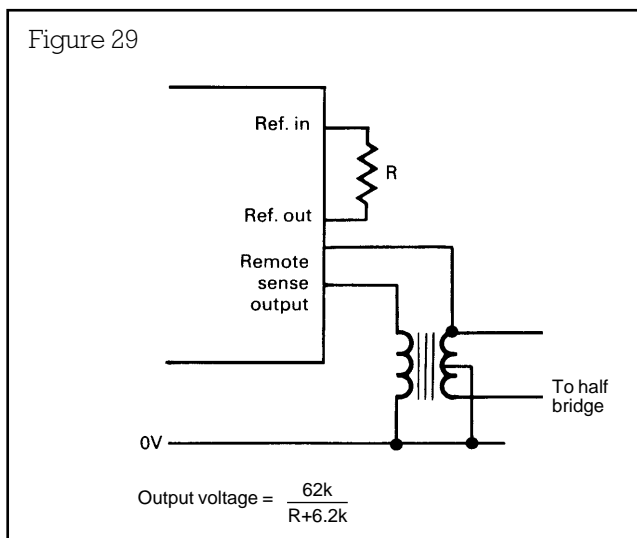 Figure 29
Ref. in
R
Ref. out
Remote
sense
output
To half
bridge
0V
Output voltage = 62k
R+6.2k